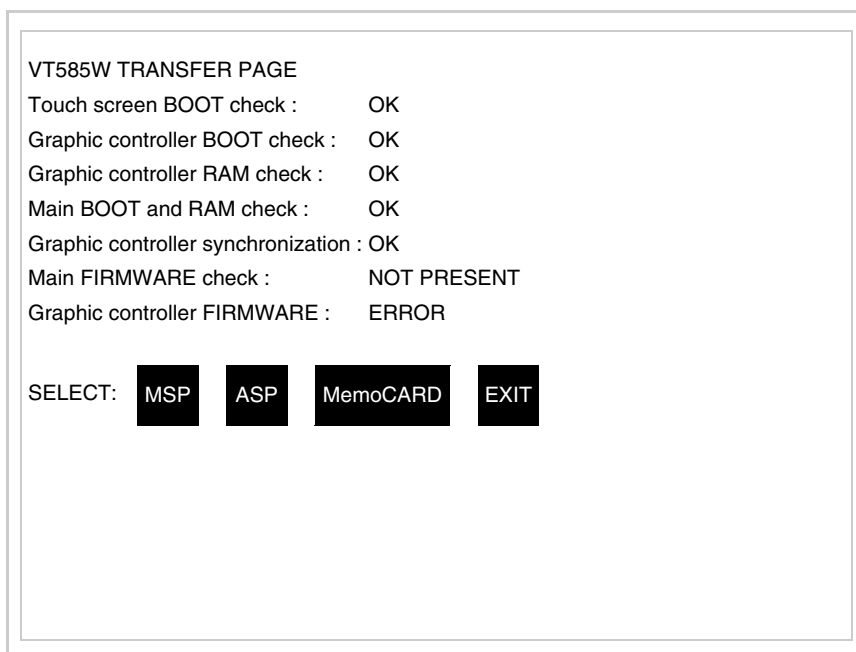 VT585W TRANSFER PAGE
Touch screen BOOT check : OK
Graphic controller BOOT check : OK
Graphic controller RAM check : OK
Main BOOT and RAM check : OK
Graphic controller synchronization : OK
Main FIRMWARE check : NOT PRESENT
Graphic controller FIRMWARE : ERROR
SELECT: MSP ASP MemoCARD EXIT